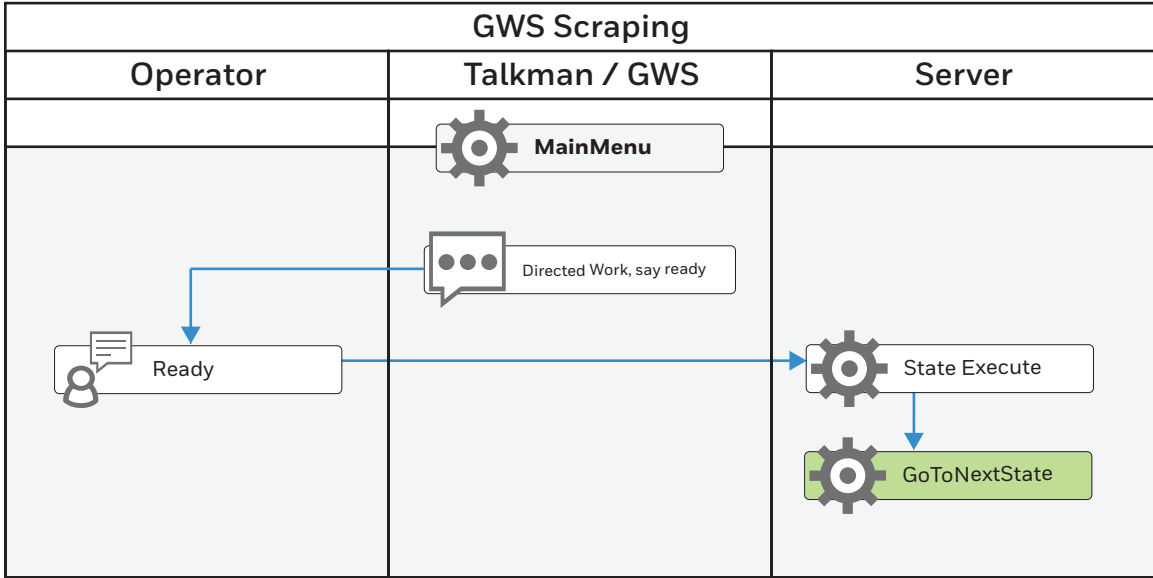 GWS Scraping
Operator
Talkman / GWS
Server
MainMenu
Directed Work, say ready
Ready
State Execute
GoToNextState